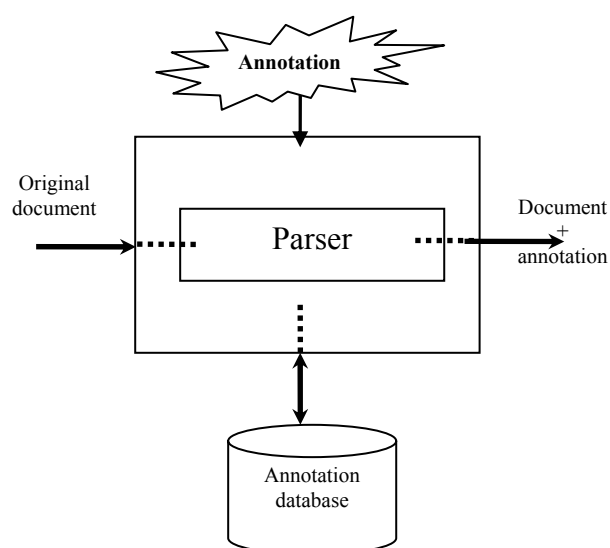 Annotation
Original
document
Parser
Document
+
annotation
Annotation
database